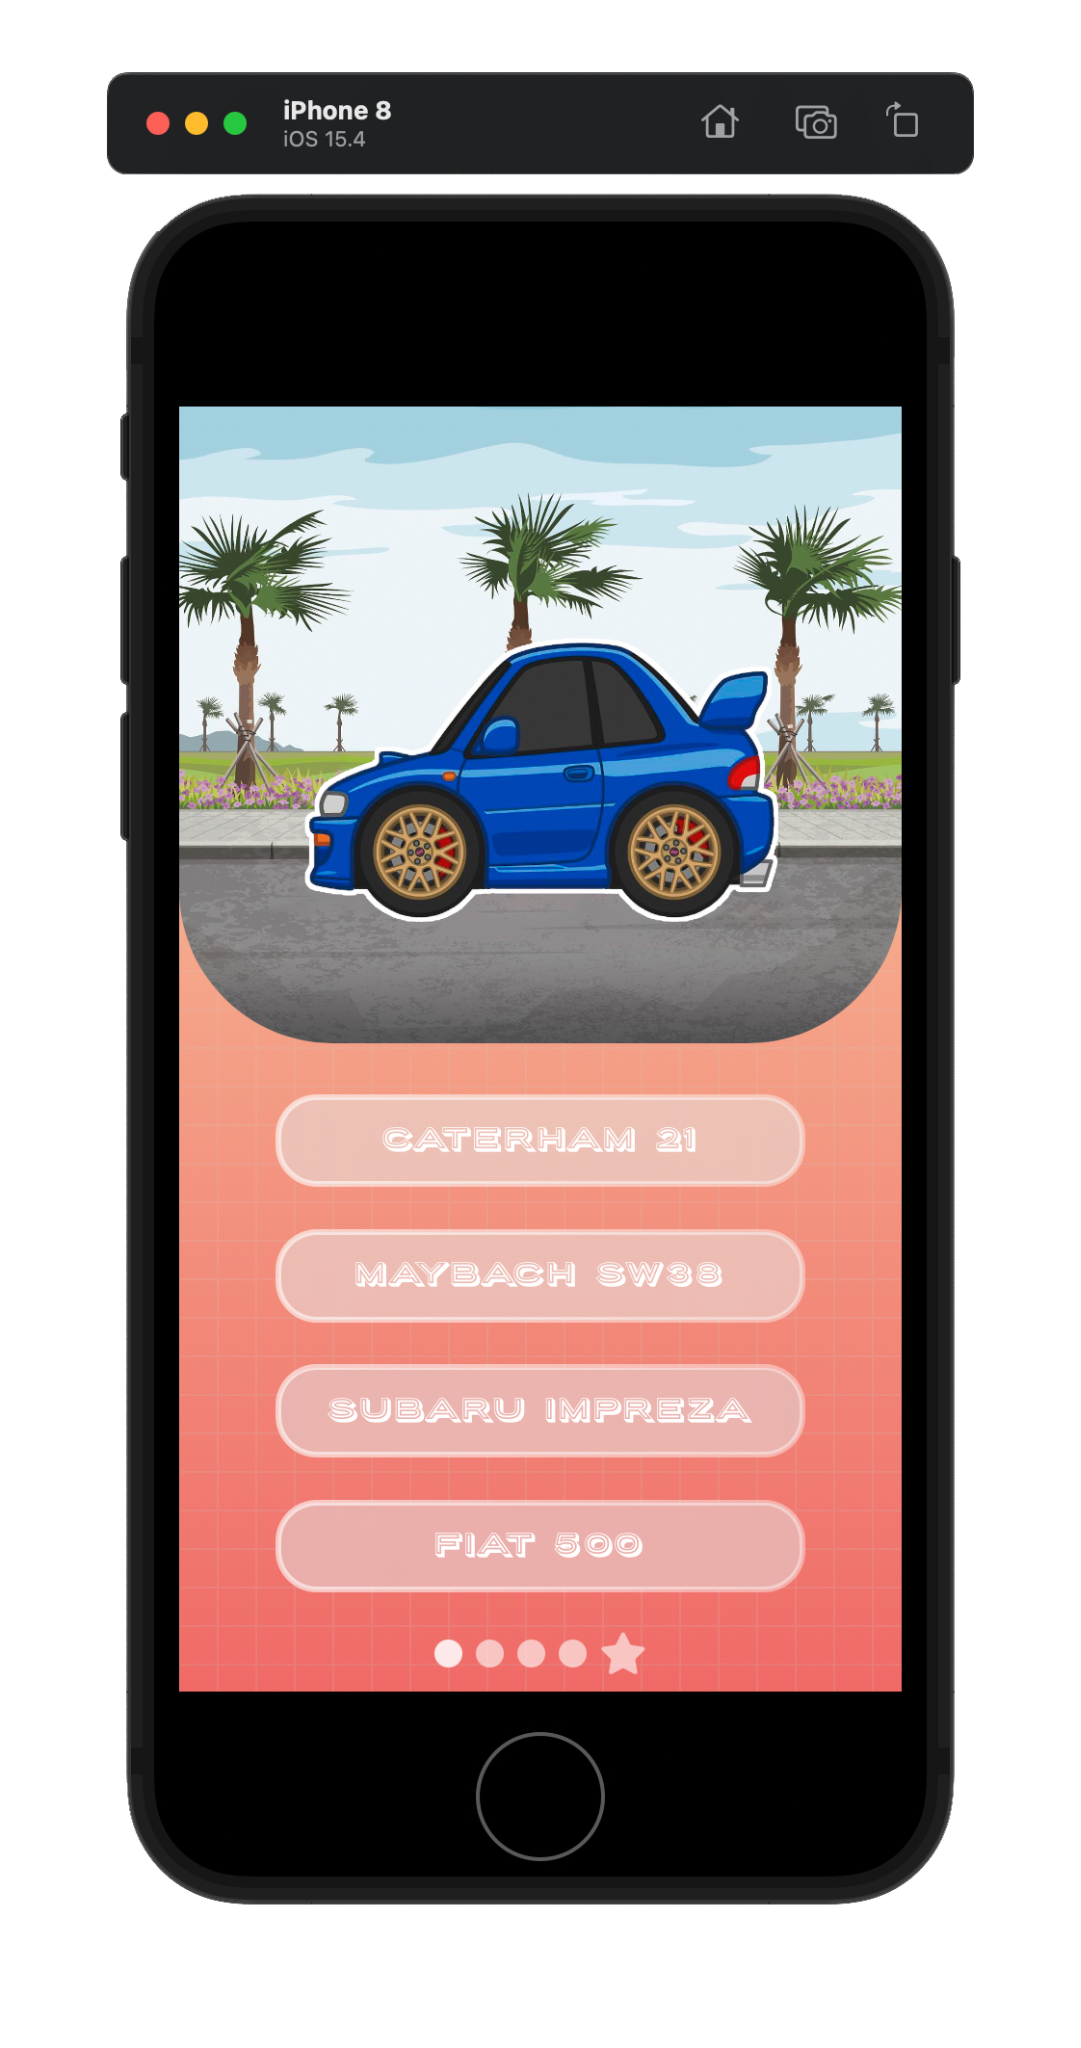 iPhone 8
iOS 15.4
CATERHAM 21
MAYBACH SW38
SUBARU IMPREZA
FIAT 500